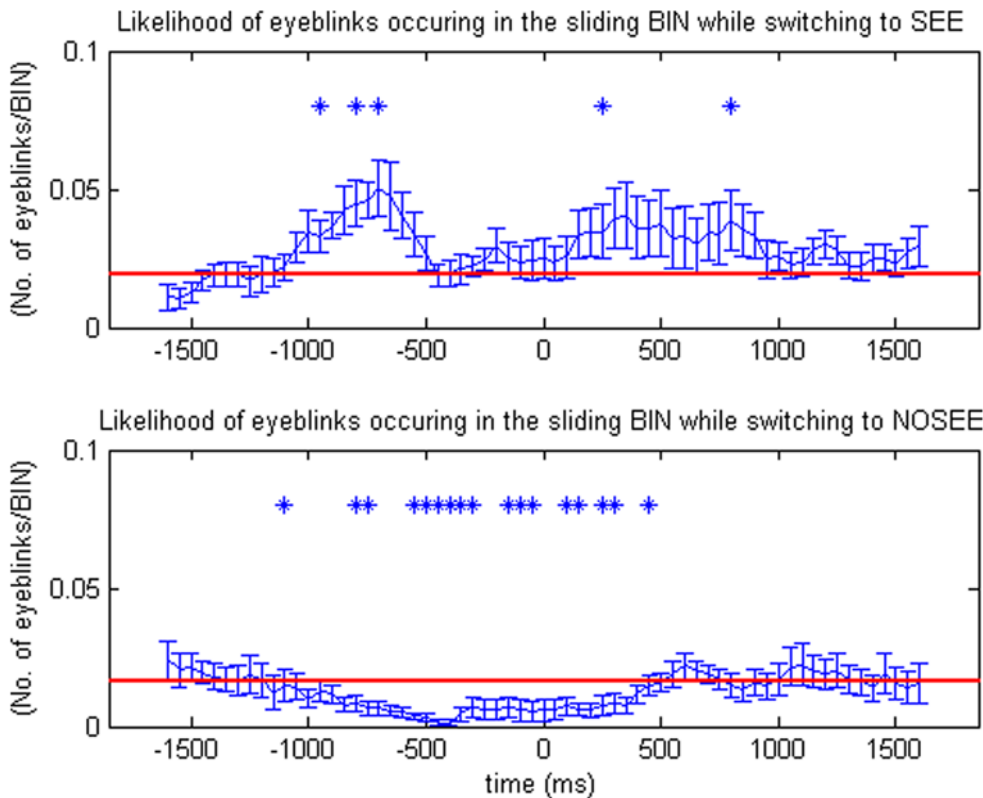 Likelihood of eyeblinks occuring in the sliding BIN while switching to SEE
(No. of eyeblinks/BIN)
0.1
0.05
0
-1500 -1000 -500 0 500 1000 1500
Likelihood of eyeblinks occuring in the sliding BIN while switching to NOSEE
(No. of eyeblinks/BIN)
0.1
0.05
0
-1500 -1000 -500 0 500 1000 1500
time (ms)